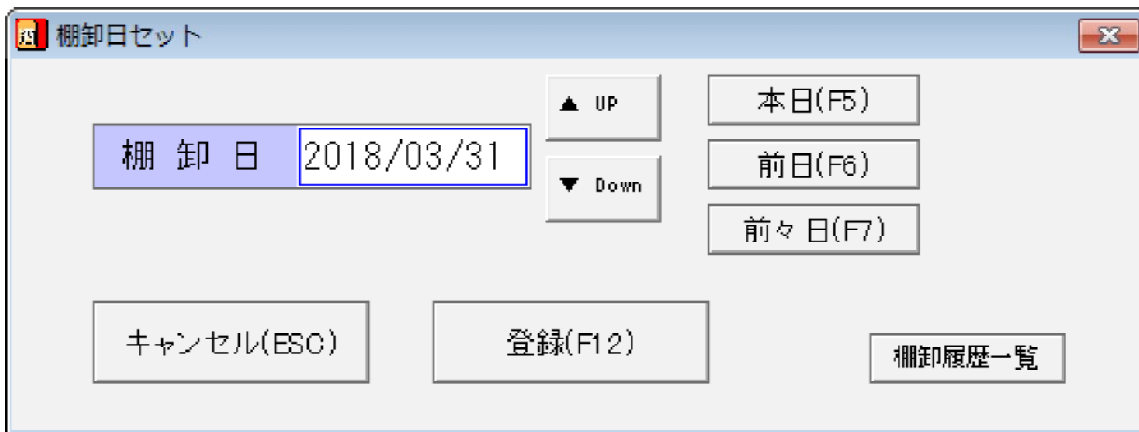 棚卸日セット
棚卸日 2018/03/31
▲ UP
▼ Down
本日(F5)
前日(F6)
前々日(F7)
キャンセル(ESC)
登録(F12)
棚卸履歴一覧